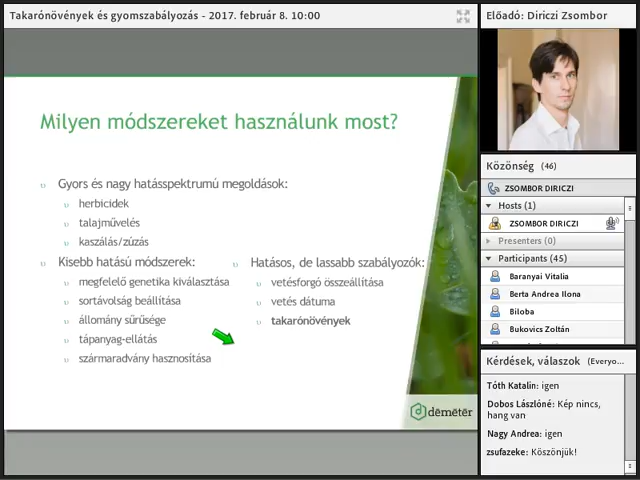 Takarónövények és gyomszabályozás - 2017. február 8. 10:00
Milyen módszereket használunk most?
Gyors és nagy hatásspektrumú megoldások:
herbicidek
talajművelés
kaszálás/zúzás
Kisebb hatású módszerek:
megfelelő genetika kiválasztása
sortávolság beállítása
állomány sűrűsége
tápanyag-ellátás
szármaradvány hasznosítása
Hatásos, de lassabb szabályozók:
vetésforgó összeállítása
vetés dátuma
takarónövények
demeter
Előadó: Diriczi Zsombor
Közönség (46)
ZSOMBOR DIRICZI
Hosts (1)
ZSOMBOR DIRICZI
Presenters (0)
Participants (45)
Baranyai Vitalia
Berta Andrea Ilona
Biloba
Bukovics Zoltán
Kérdések, válaszok (Everyo...
Tóth Katalin: igen
Dobos Lászlóné: Kép nincs,
hang van
Nagy Andrea: igen
zsufazeke: Köszönjük!